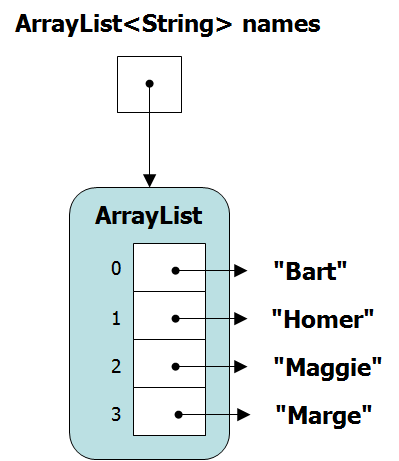 ArrayList<String> names
ArrayList
0 "Bart"
1 "Homer"
2 "Maggie"
3 "Marge"